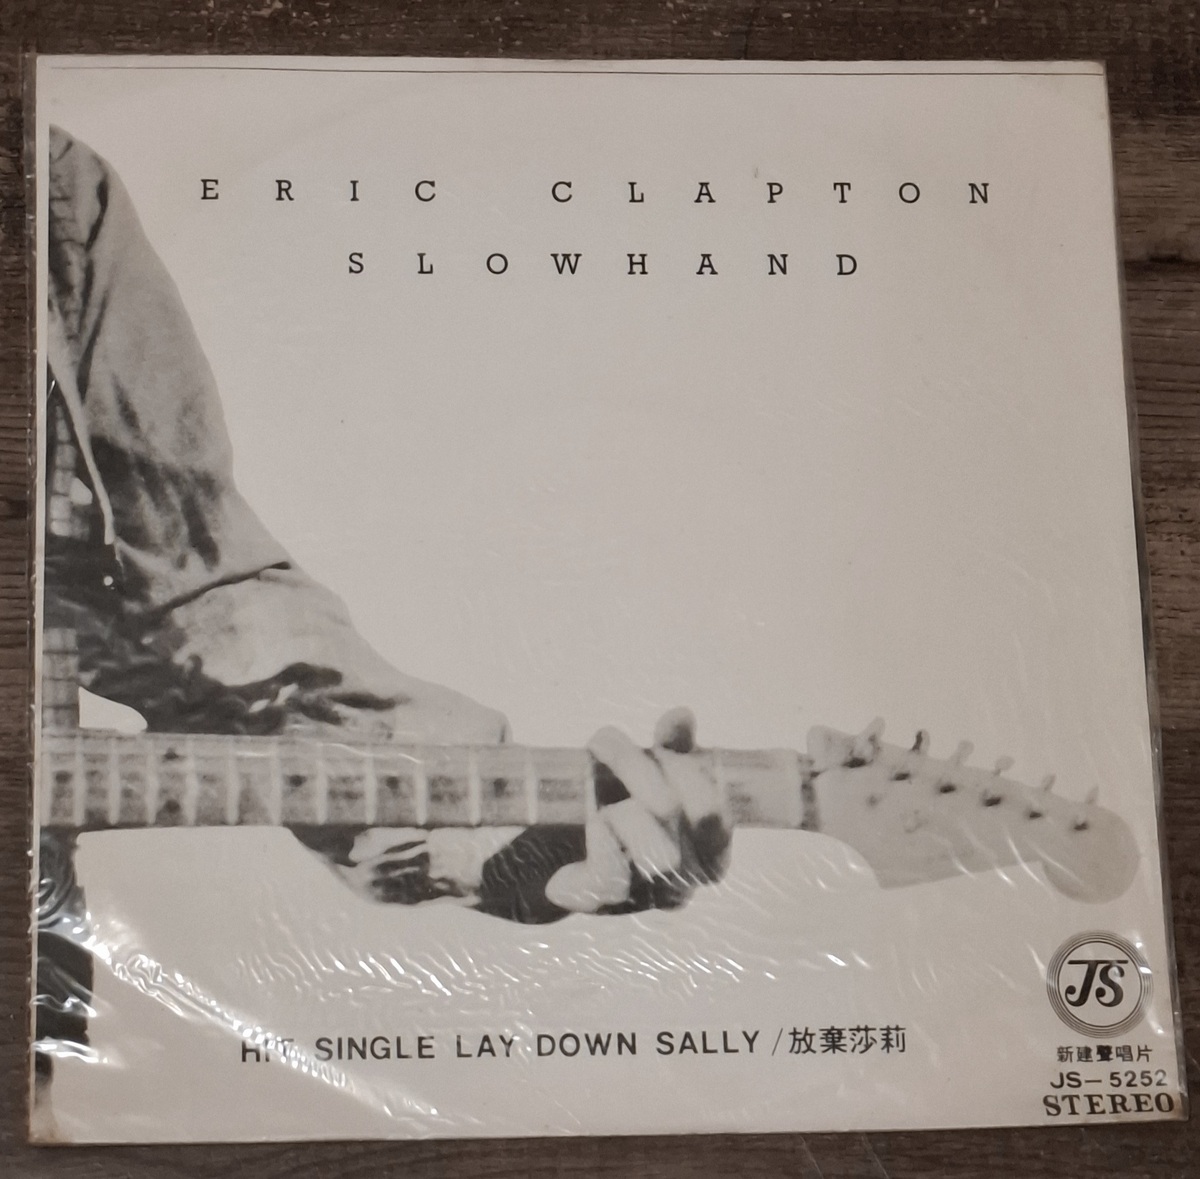 ERIC CLAPTON
SLOWHAND
HIT SINGLE LAY DOWN SALLY / 放棄莎莉
JS
新建聲唱片
JS-5252
STEREO